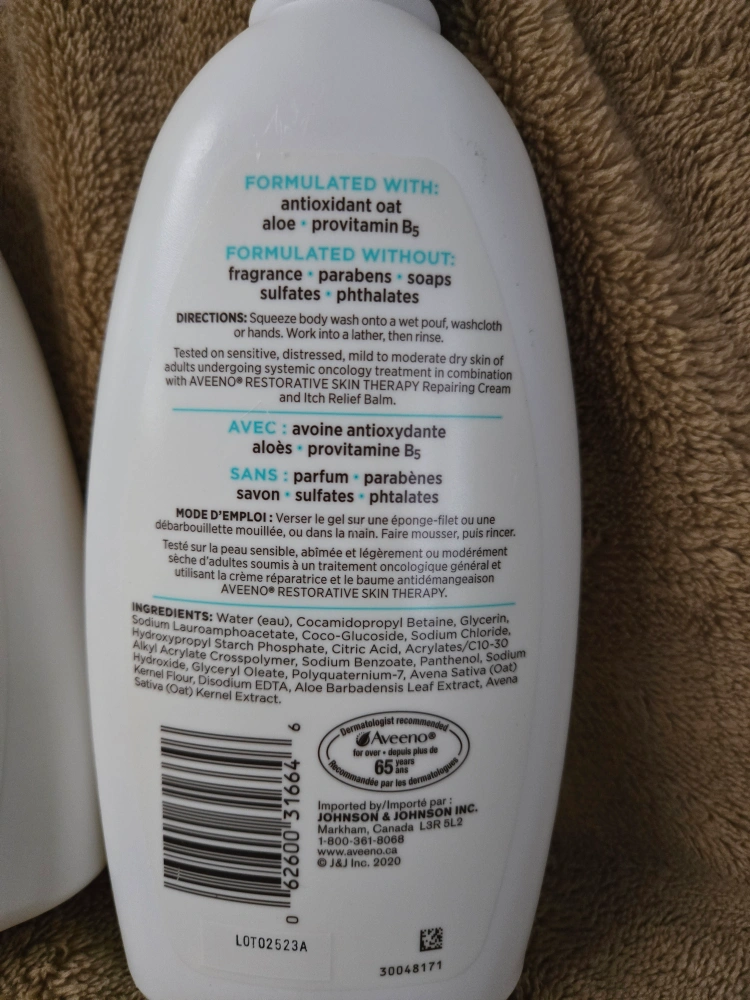 FORMULATED WITH:
antioxidant oat
aloe • provitamin B5
FORMULATED WITHOUT:
fragrance • parabens • soaps
sulfates • phthalates
DIRECTIONS: Squeeze body wash onto a wet pouf, washcloth
or hands. Work into a lather, then rinse.
Tested on sensitive, distressed, mild to moderate dry skin of
adults undergoing systemic oncology treatment in combination
with AVEENO® RESTORATIVE SKIN THERAPY Repairing Cream
and Itch Relief Balm.
AVEC : avoine antioxydante
aloès • provitamine B5
SANS : parfum • parabènes
savon • sulfates • phtalates
MODE D'EMPLOI : Verser le gel sur une éponge-filet ou une
débarbouillette mouillée, ou dans la main. Faire mousser, puis rincer.
Testé sur la peau sensible, abîmée et légèrement ou modérément
sèche d'adultes soumis à un traitement oncologique général et
utilisant la crème réparatrice et le baume antidémangeaison
AVEENO® RESTORATIVE SKIN THERAPY.
INGREDIENTS: Water (eau), Cocamidopropyl Betaine, Glycerin,
Sodium Lauroamphoacetate, Coco-Glucoside, Sodium Chloride,
Hydroxypropyl Starch Phosphate, Citric Acid, Acrylates/C10-30
Alkyl Acrylate Crosspolymer, Sodium Benzoate, Panthenol, Sodium
Hydroxide, Glyceryl Oleate, Polyquaternium-7, Avena Sativa (Oat)
Kernel Flour, Disodium EDTA, Aloe Barbadensis Leaf Extract, Avena
Sativa (Oat) Kernel Extract.
0 62600 31664 6
Dermatologist recommended
Aveeno®
for over • depuis plus de
65 years
ans
Recommandée par les dermatologues
Imported by/Importé par :
JOHNSON & JOHNSON INC.
Markham, Canada L3R 5L2
1-800-361-8068
www.aveeno.ca
© J&J Inc. 2020
LOT02523A
30048171